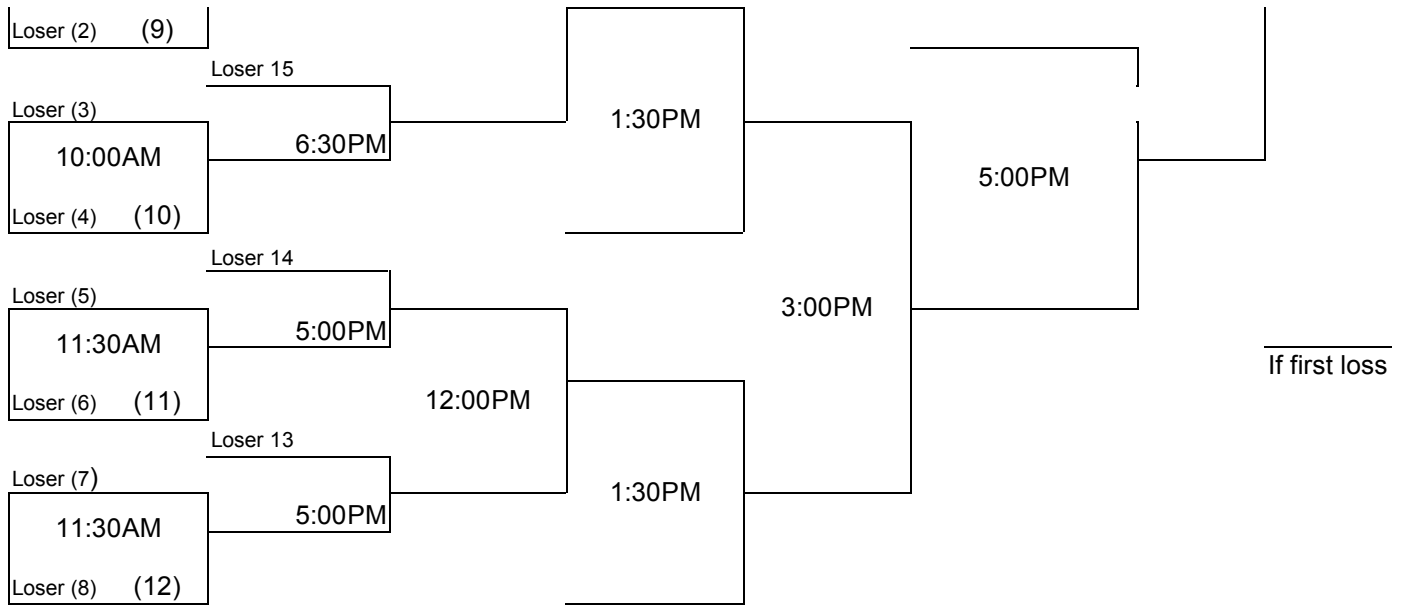 Loser (2) (9)
Loser 15
Loser (3)
1:30PM
6:30PM
10:00AM
5:00PM
Loser (4) (10)
Loser 14
Loser (5)
3:00PM
5:00PM
11:30AM
If first loss
Loser (6) (11)
12:00PM
Loser 13
Loser (7)
1:30PM
5:00PM
11:30AM
Loser (8) (12)